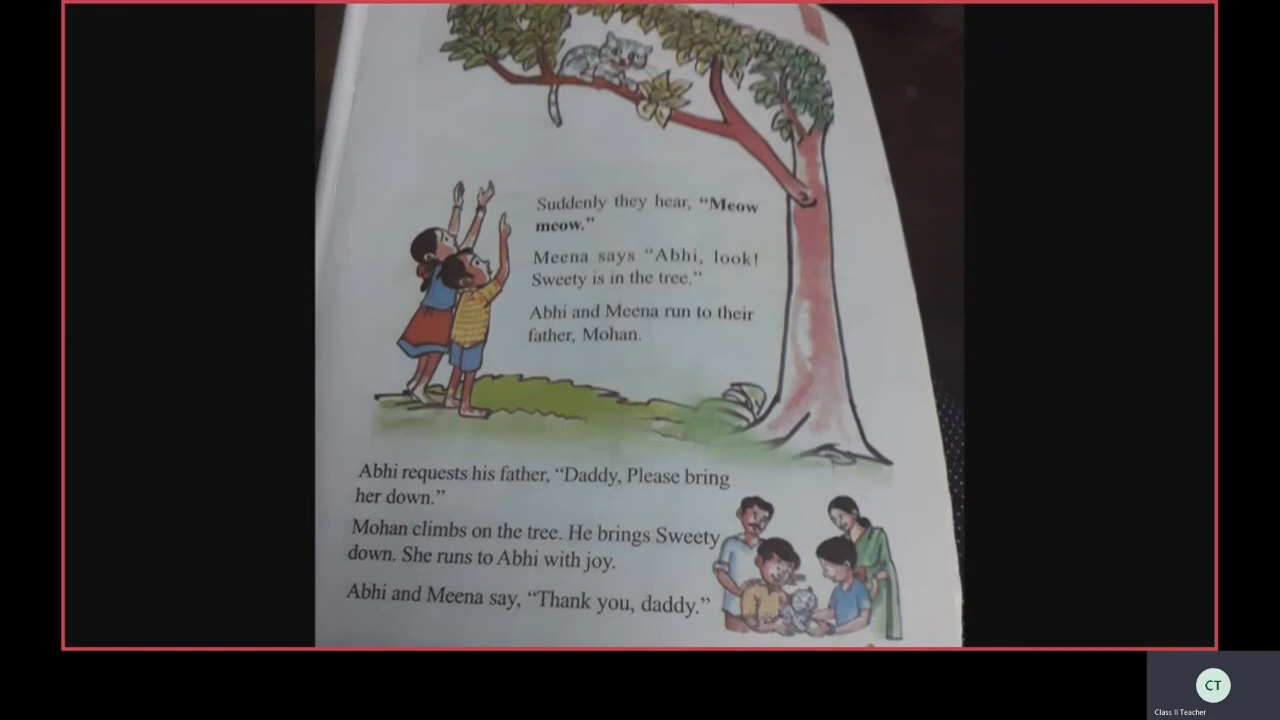 Suddenly they hear, “Meow
meow.”
Meena says “Abhi, look!
Sweety is in the tree.”
Abhi and Meena run to their
father, Mohan.
Abhi requests his father, “Daddy, Please bring
her down.”
Mohan climbs on the tree. He brings Sweety
down. She runs to Abhi with joy.
Abhi and Meena say, “Thank you, daddy.”
CT
Class II Teacher